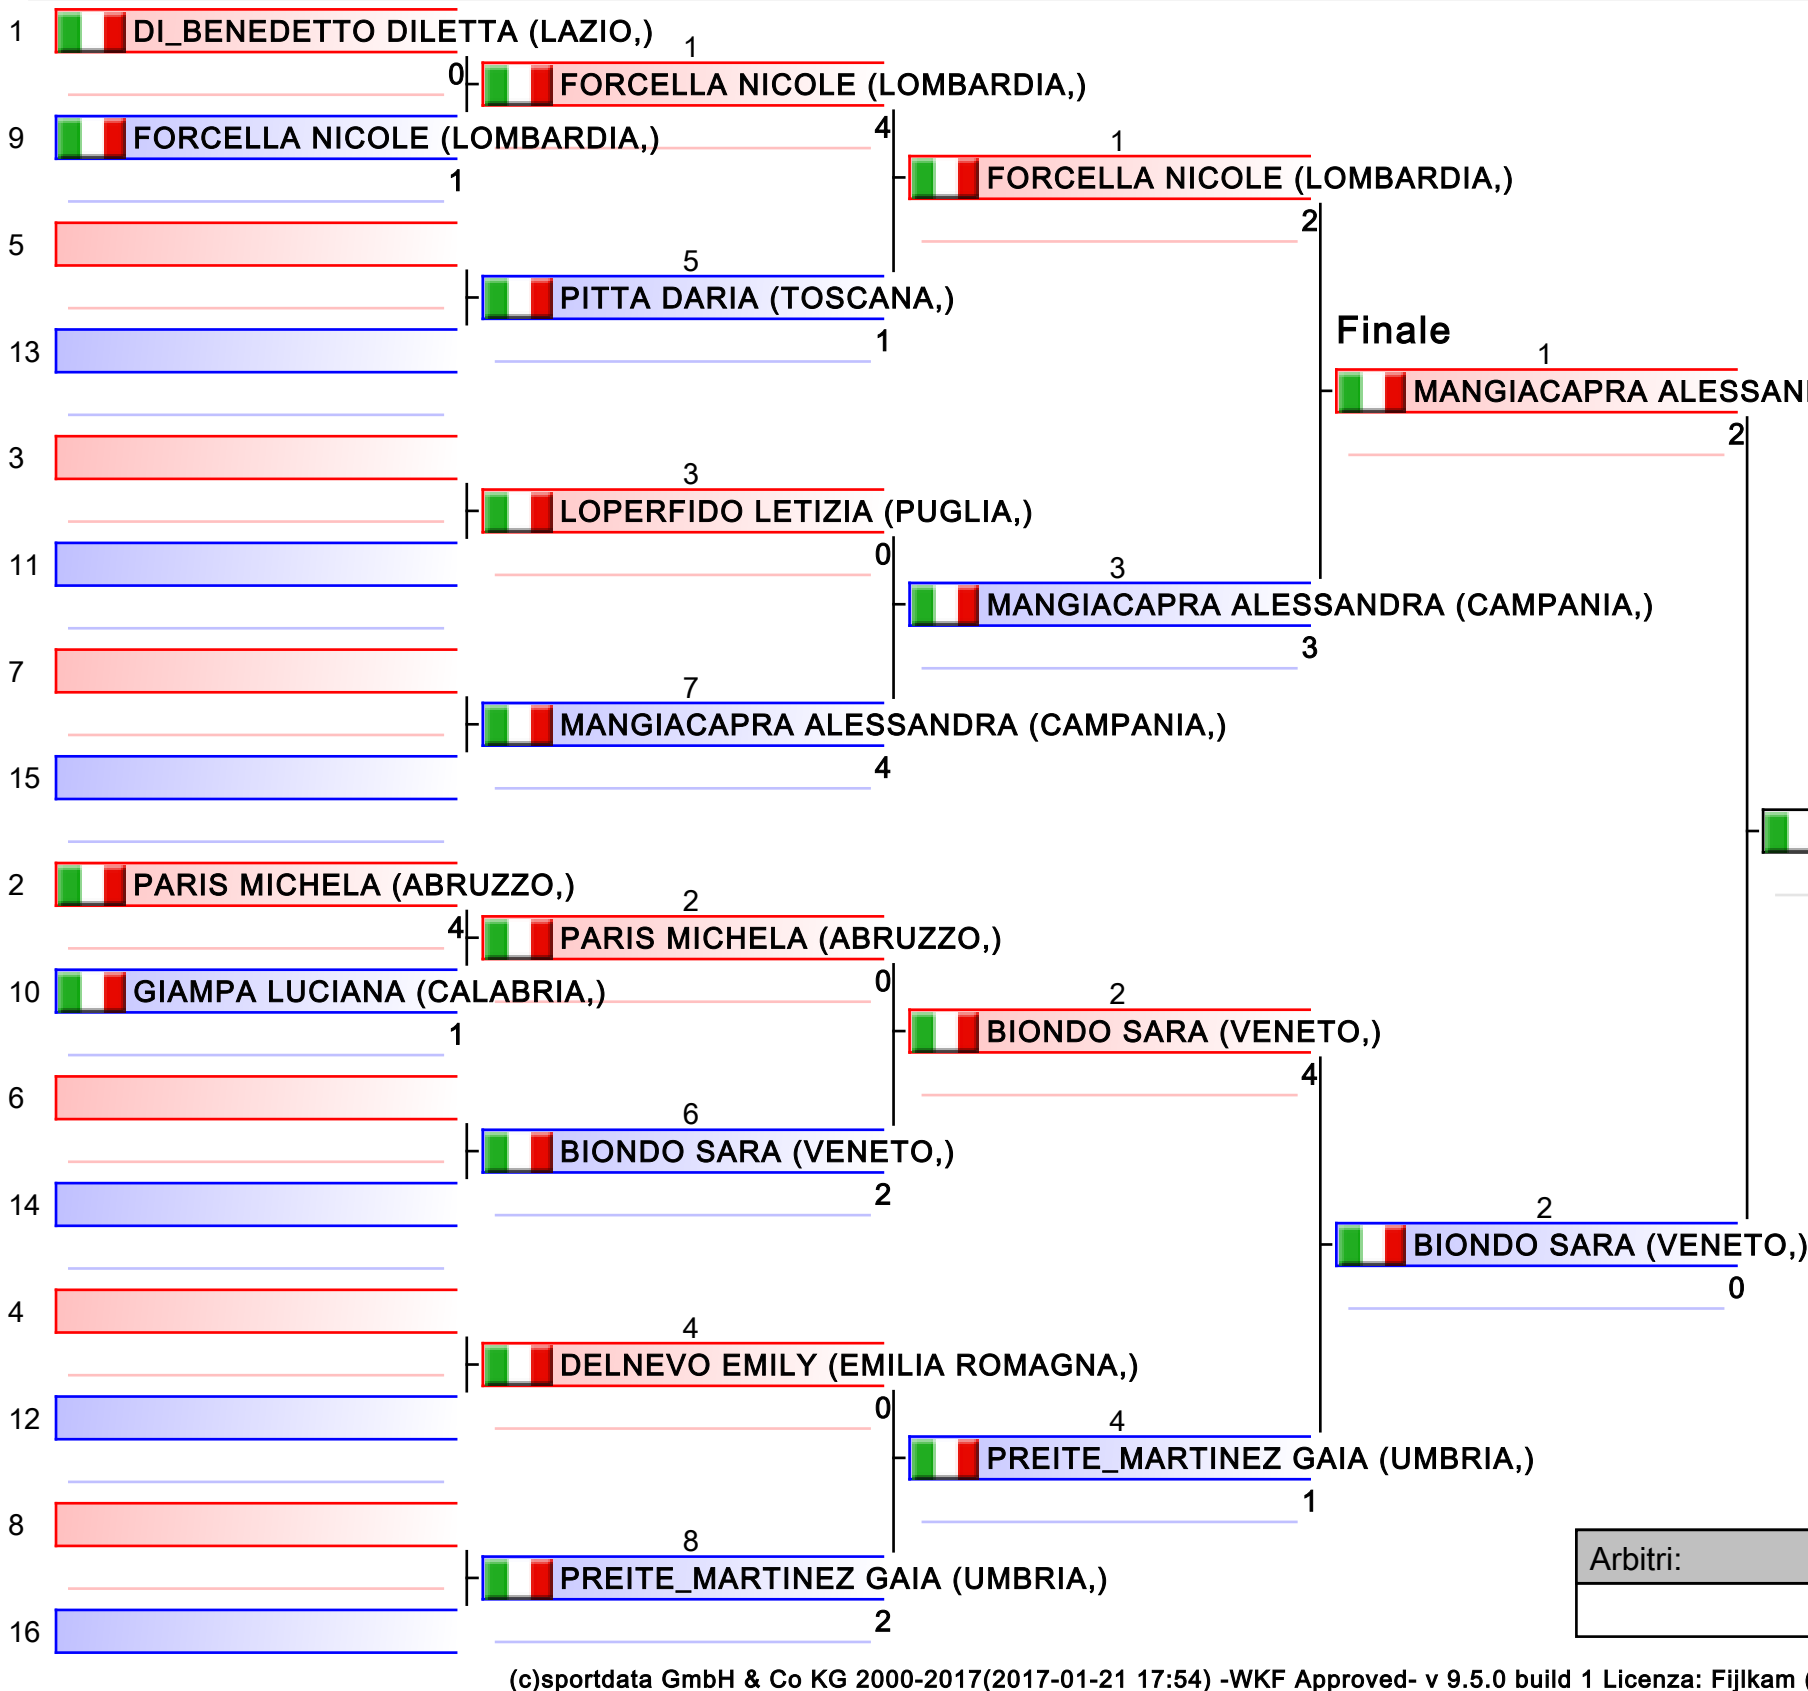 1 DI_BENEDETTO DILETTA (LAZIO,)
0
9 FORCELLA NICOLE (LOMBARDIA,)
1
5
13
3
11
7
15
2 PARIS MICHELA (ABRUZZO,)
4
10 GIAMPA LUCIANA (CALABRIA,)
1
6
14
4
12
8
16
1
FORCELLA NICOLE (LOMBARDIA,)
4
5
PITTA DARIA (TOSCANA,)
1
3
LOPERFIDO LETIZIA (PUGLIA,)
0
7
MANGIACAPRA ALESSANDRA (CAMPANIA,)
4
2
PARIS MICHELA (ABRUZZO,)
0
6
BIONDO SARA (VENETO,)
2
4
DELNEVO EMILY (EMILIA ROMAGNA,)
0
8
PREITE_MARTINEZ GAIA (UMBRIA,)
2
1
FORCELLA NICOLE (LOMBARDIA,)
2
3
MANGIACAPRA ALESSANDRA (CAMPANIA,)
3
2
BIONDO SARA (VENETO,)
4
4
PREITE_MARTINEZ GAIA (UMBRIA,)
1
Finale
1
MANGIACAPRA ALESSAN
2
2
BIONDO SARA (VENETO,)
0
Arbitri:
(c)sportdata GmbH & Co KG 2000-2017(2017-01-21 17:54) -WKF Approved- v 9.5.0 build 1 Licenza: Fijlkam (